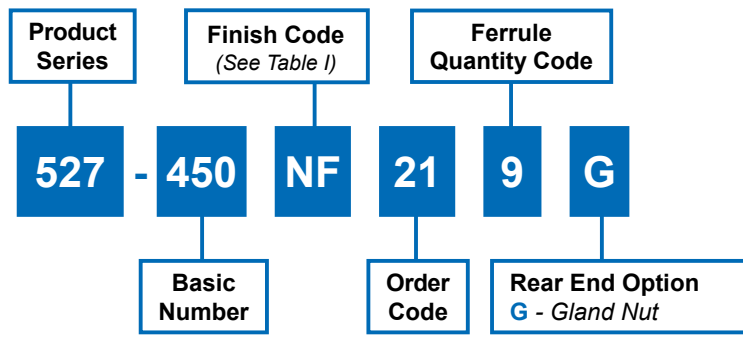 Product
Series
Finish Code
(See Table I)
Ferrule
Quantity Code
527 - 450 NF 21 9 G
Basic
Number
Order
Code
Rear End Option
G - Gland Nut